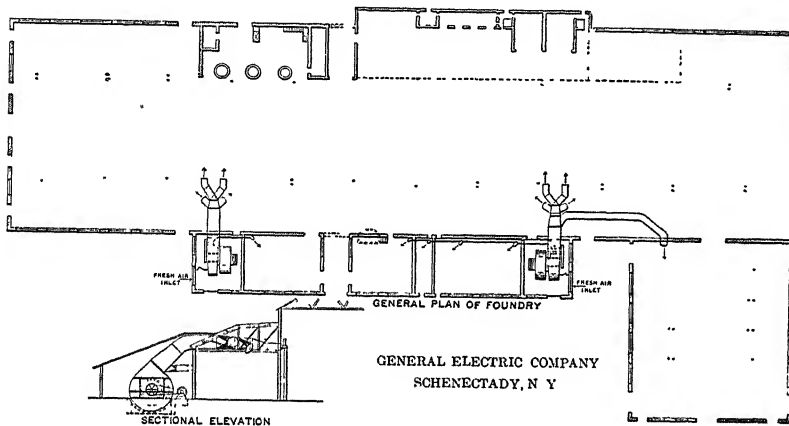 FRESH AIR
INLET
FRESH AIR
INLET
GENERAL PLAN OF FOUNDRY
GENERAL ELECTRIC COMPANY
SCHENECTADY, N Y
SECTIONAL ELEVATION